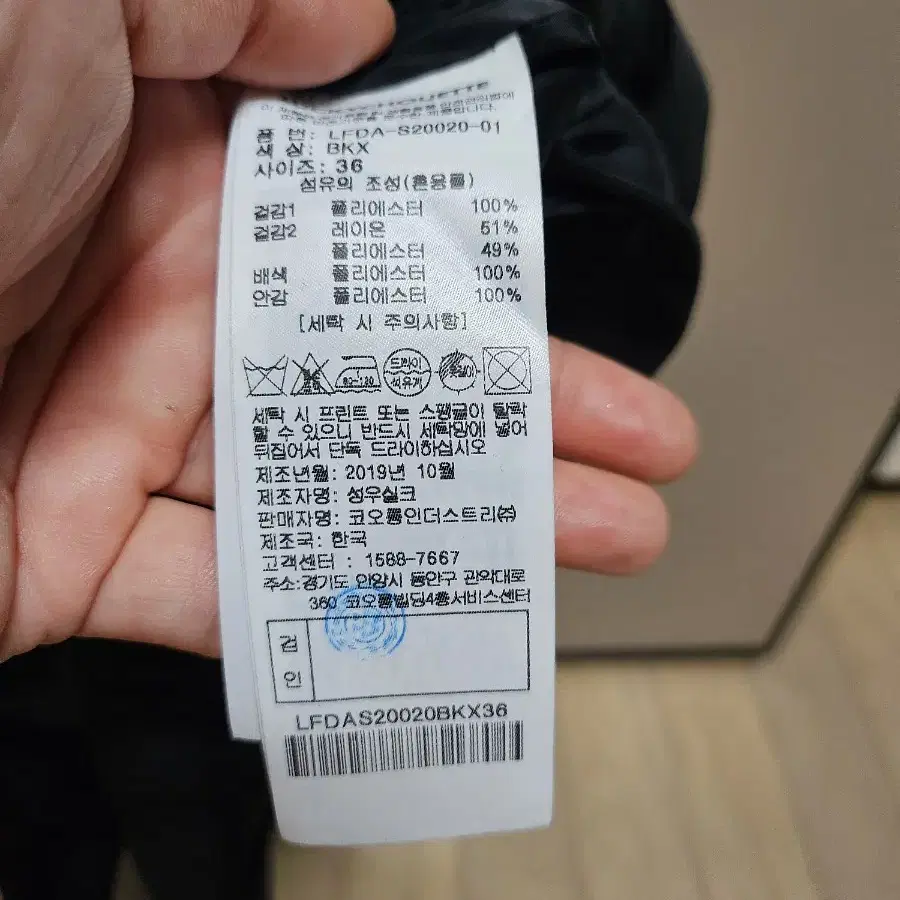 품 번: LFDA-S20020-01
색 상: BKX
사이즈: 36
섬유의 조성(혼용률)
겉감1 폴리에스터 100%
겉감2 레이온 51%
폴리에스터 49%
배색 폴리에스터 100%
안감 폴리에스터 100%
[세탁 시 주의사항]
드라이
석유계
세탁 시 프린트 또는 스팽글이 탈락
할 수 있으니 반드시 세탁망에 넣어
뒤집어서 단독 드라이하십시오
제조년월: 2019년 10월
제조자명: 성우실크
판매자명: 코오롱인더스트리㈜
제조국: 한국
고객센터 : 1588-7667
주소:경기도 안양시 동안구 관악대로
360 코오롱빌딩4층서비스센터
검
인
LFDAS20020BKX36